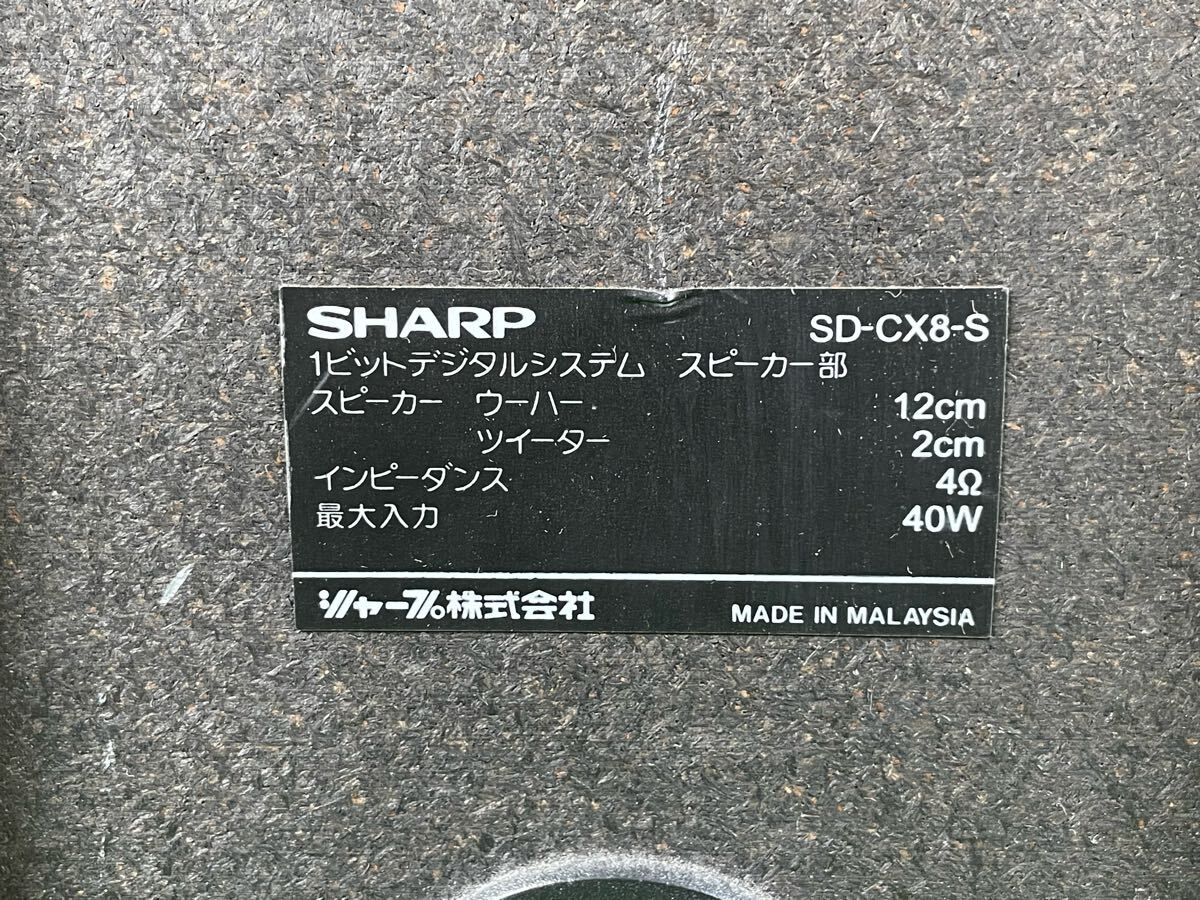 SHARP SD-CX8-S
1ビットデジタルシステム スピーカー部
スピーカー ウーハー 12cm
ツイーター 2cm
インピーダンス 4Ω
最大入力 40W
シャープ株式会社 MADE IN MALAYSIA